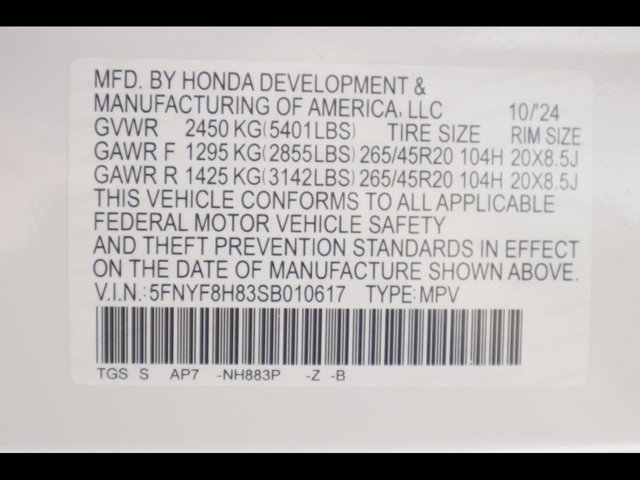 MFD. BY HONDA DEVELOPMENT &
MANUFACTURING OF AMERICA, LLC 10/'24
GVWR 2450 KG(5401LBS) TIRE SIZE RIM SIZE
GAWR F 1295 KG(2855LBS) 265/45R20 104H 20X8.5J
GAWR R 1425 KG(3142LBS) 265/45R20 104H 20X8.5J
THIS VEHICLE CONFORMS TO ALL APPLICABLE
FEDERAL MOTOR VEHICLE SAFETY
AND THEFT PREVENTION STANDARDS IN EFFECT
ON THE DATE OF MANUFACTURE SHOWN ABOVE.
V.I.N.:5FNYF8H83SB010617 TYPE:MPV
TGS S AP7 -NH883P -Z -B